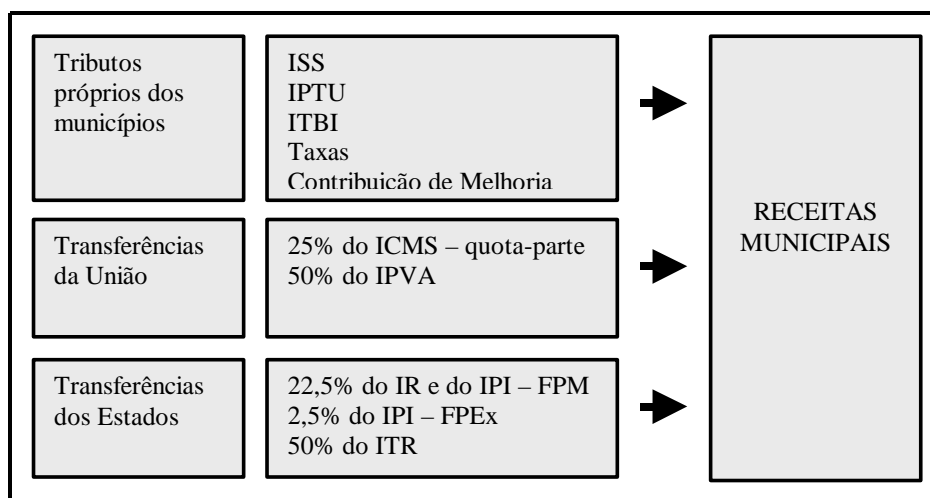 Tributos
próprios dos
municípios
ISS
IPTU
ITBI
Taxas
Contribuição de Melhoria
Transferências
da União
25% do ICMS – quota-parte
50% do IPVA
Transferências
dos Estados
22,5% do IR e do IPI – FPM
2,5% do IPI – FPEx
50% do ITR
RECEITAS
MUNICIPAIS